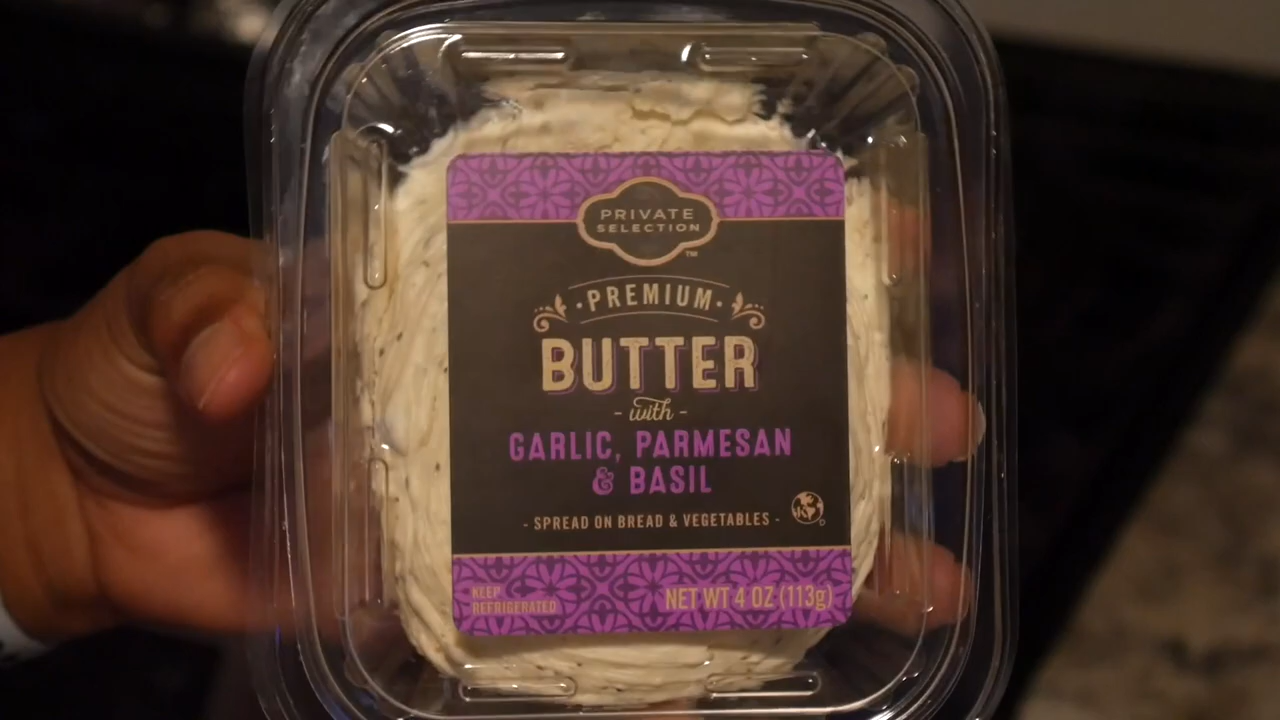 PRIVATE
SELECTION
™
·PREMIUM·
BUTTER
- with -
GARLIC, PARMESAN
& BASIL
- SPREAD ON BREAD & VEGETABLES -
K
KEEP
REFRIGERATED
NET WT 4 OZ (113g)